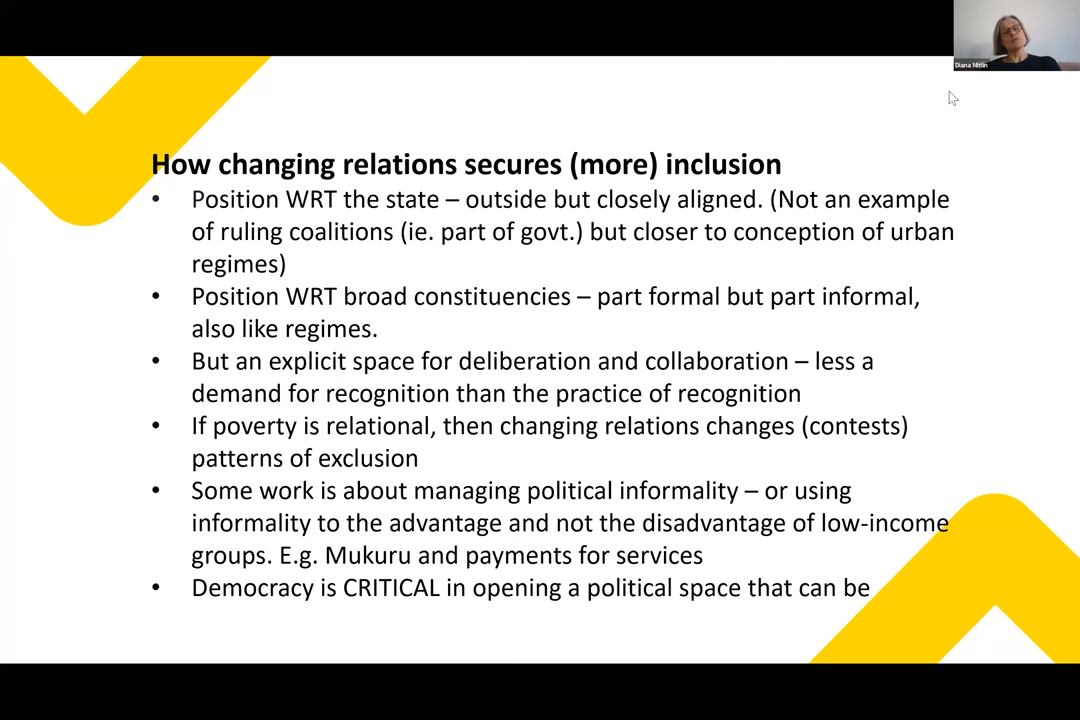 Diana Mitlin
How changing relations secures (more) inclusion
• Position WRT the state – outside but closely aligned. (Not an example
of ruling coalitions (ie. part of govt.) but closer to conception of urban
regimes)
• Position WRT broad constituencies – part formal but part informal,
also like regimes.
• But an explicit space for deliberation and collaboration – less a
demand for recognition than the practice of recognition
• If poverty is relational, then changing relations changes (contests)
patterns of exclusion
• Some work is about managing political informality – or using
informality to the advantage and not the disadvantage of low-income
groups. E.g. Mukuru and payments for services
• Democracy is CRITICAL in opening a political space that can be